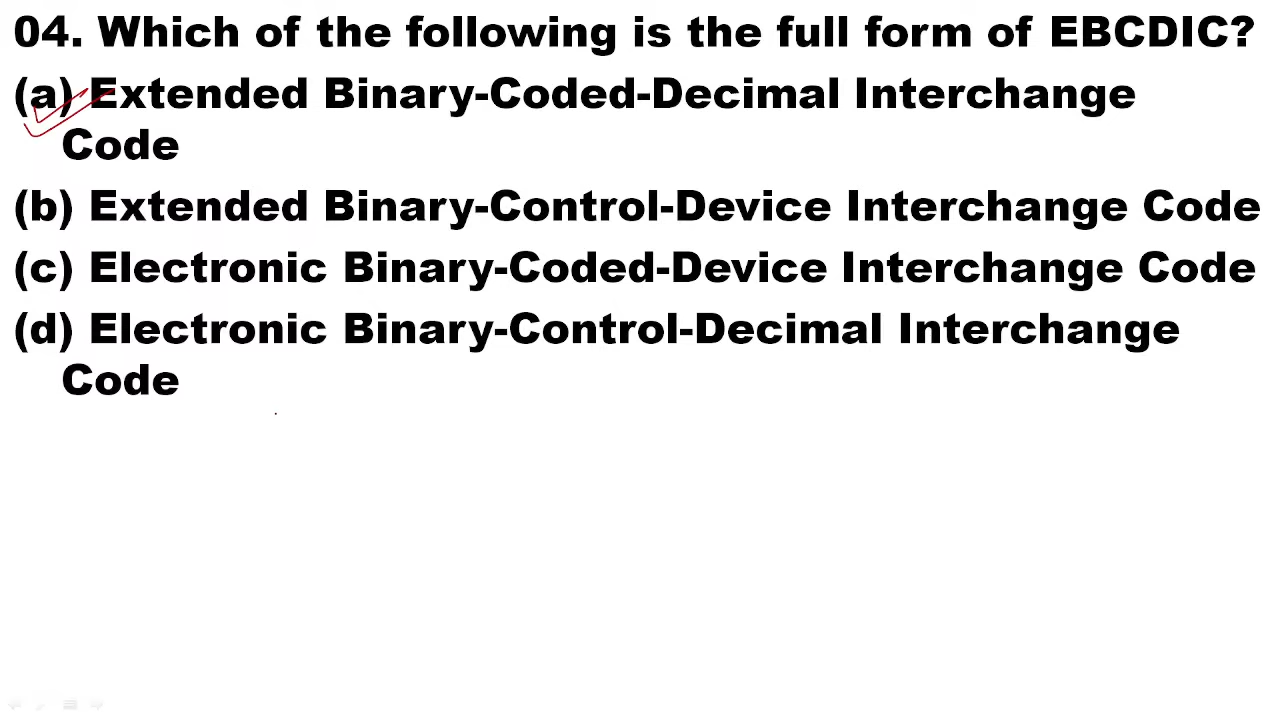 04. Which of the following is the full form of EBCDIC?
(a) Extended Binary-Coded-Decimal Interchange
Code
(b) Extended Binary-Control-Device Interchange Code
(c) Electronic Binary-Coded-Device Interchange Code
(d) Electronic Binary-Control-Decimal Interchange
Code